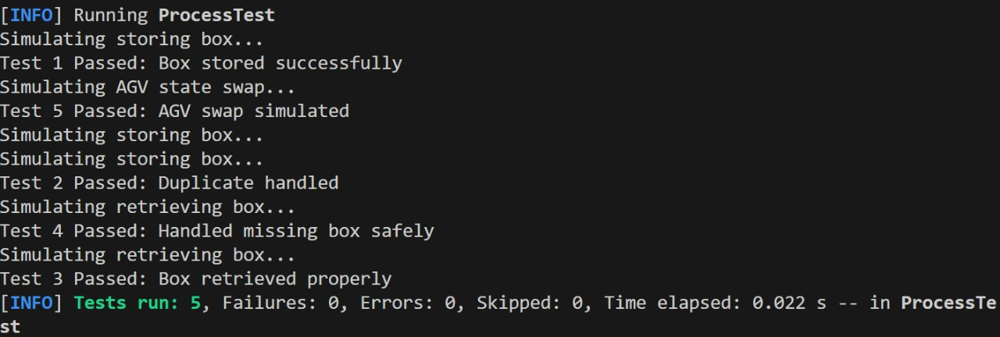 [INFO] Running ProcessTest
Simulating storing box...
Test 1 Passed: Box stored successfully
Simulating AGV state swap...
Test 5 Passed: AGV swap simulated
Simulating storing box...
Simulating storing box...
Test 2 Passed: Duplicate handled
Simulating retrieving box...
Test 4 Passed: Handled missing box safely
Simulating retrieving box...
Test 3 Passed: Box retrieved properly
[INFO] Tests run: 5, Failures: 0, Errors: 0, Skipped: 0, Time elapsed: 0.022 s -- in ProcessTe
st